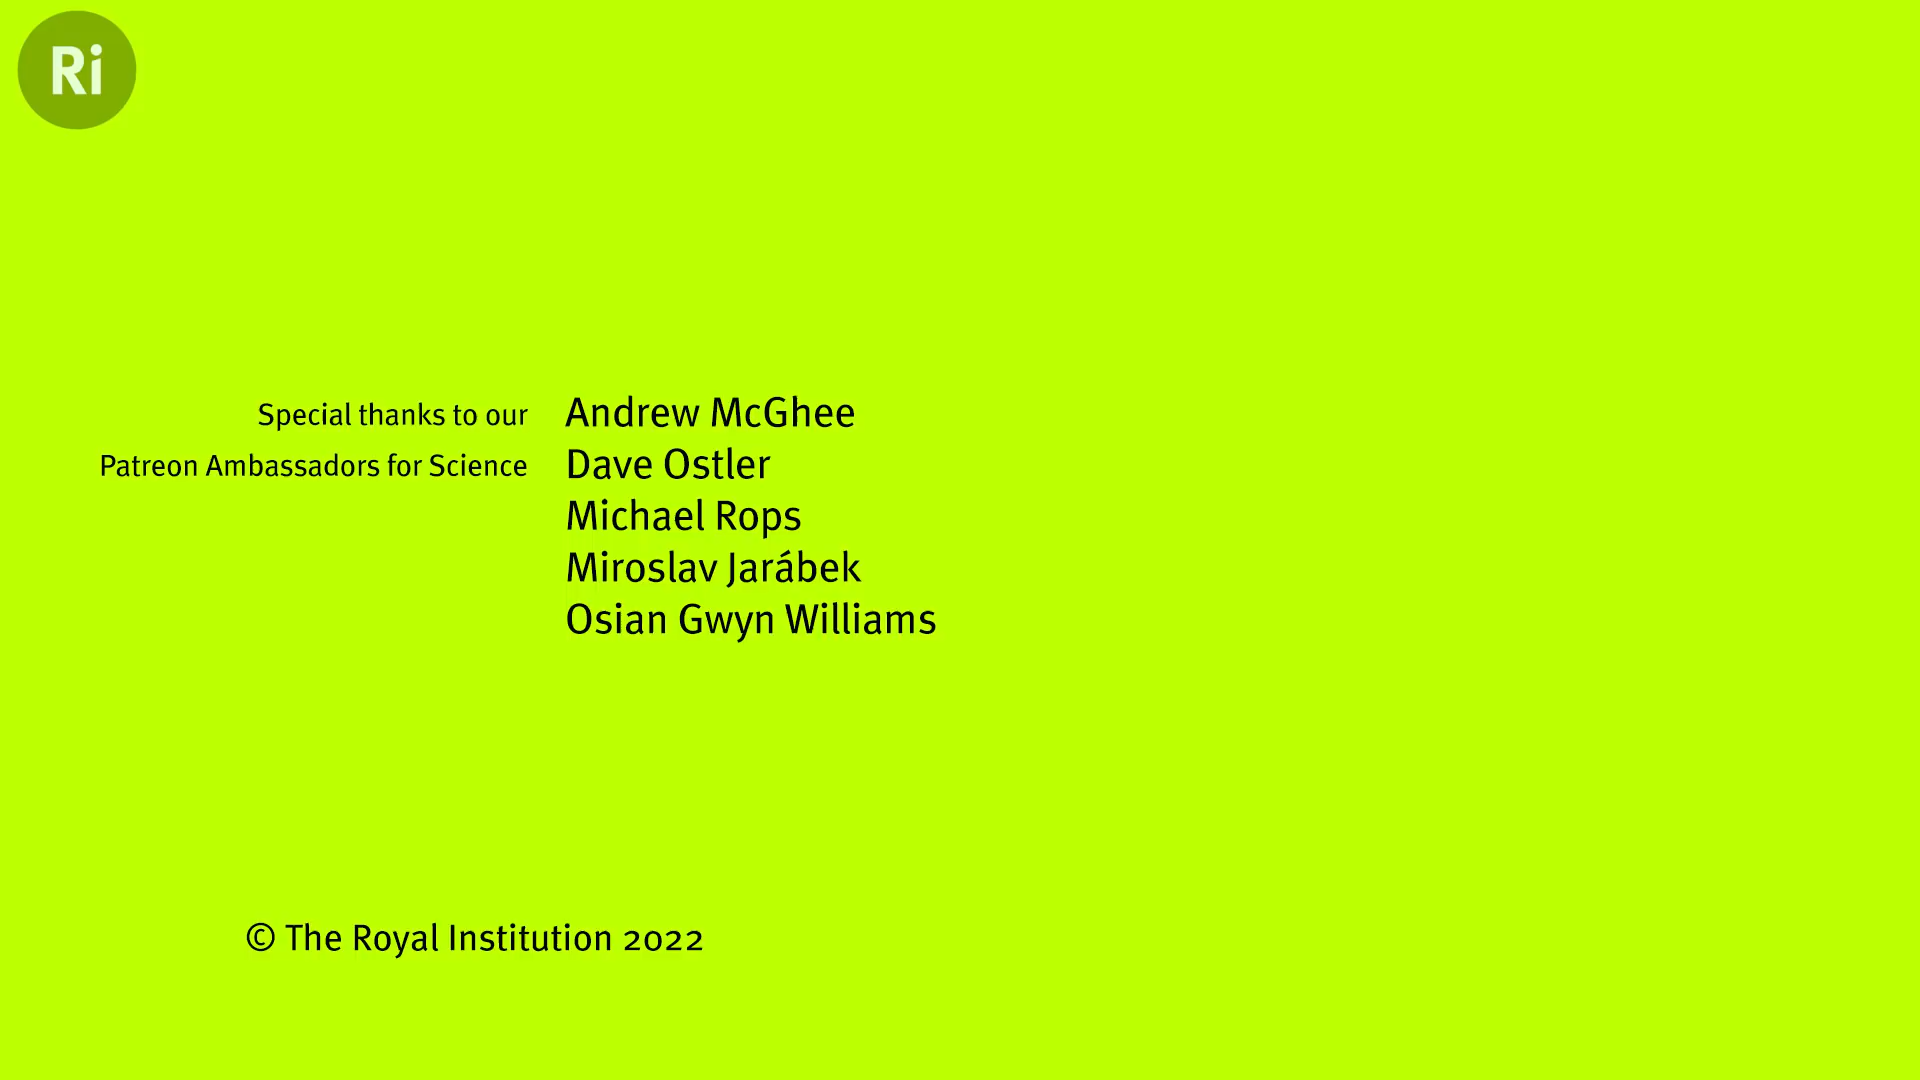 Ri
Special thanks to our
Patreon Ambassadors for Science
Andrew McGhee
Dave Ostler
Michael Rops
Miroslav Jarábek
Osian Gwyn Williams
© The Royal Institution 2022